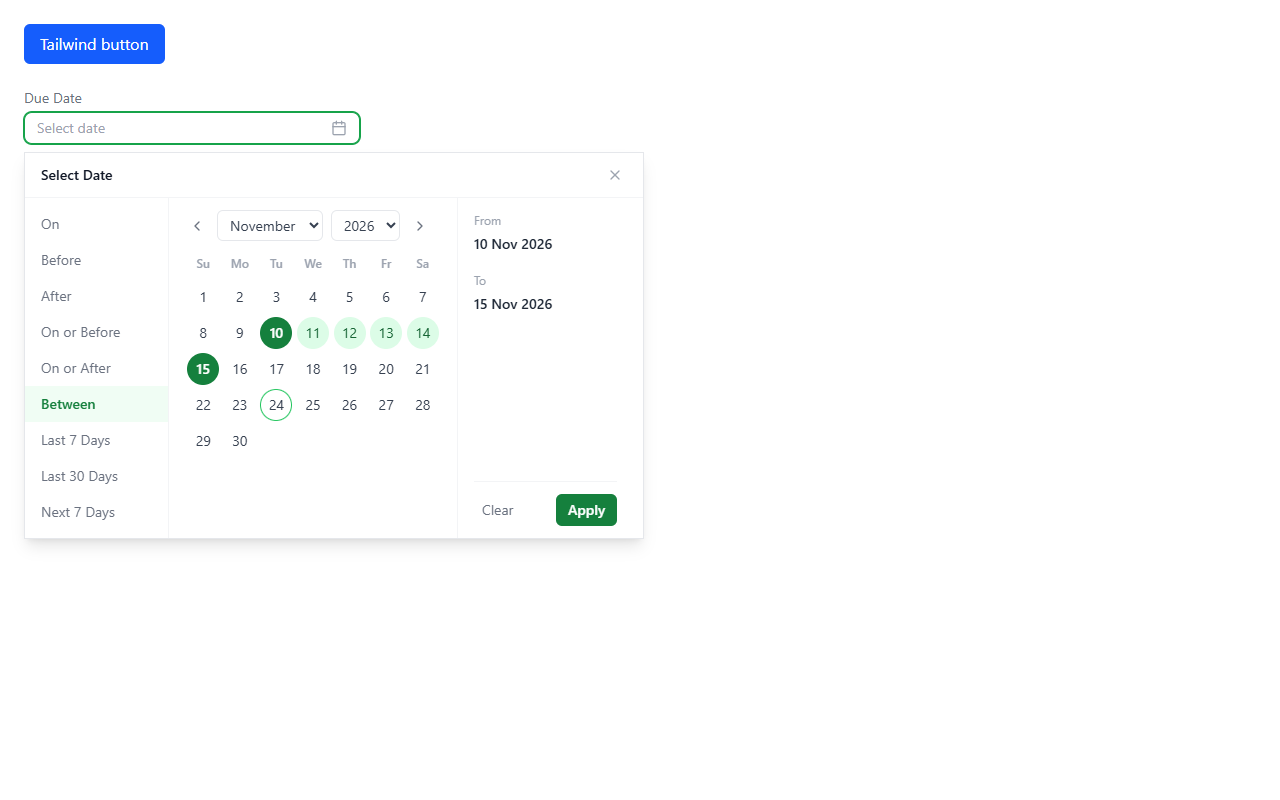 Tailwind button
Due Date
Select date
Select Date
On
Before
After
On or Before
On or After
Between
Last 7 Days
Last 30 Days
Next 7 Days
November 2026
Su Mo Tu We Th Fr Sa
1 2 3 4 5 6 7
8 9 10 11 12 13 14
15 16 17 18 19 20 21
22 23 24 25 26 27 28
29 30
From
10 Nov 2026
To
15 Nov 2026
Clear Apply